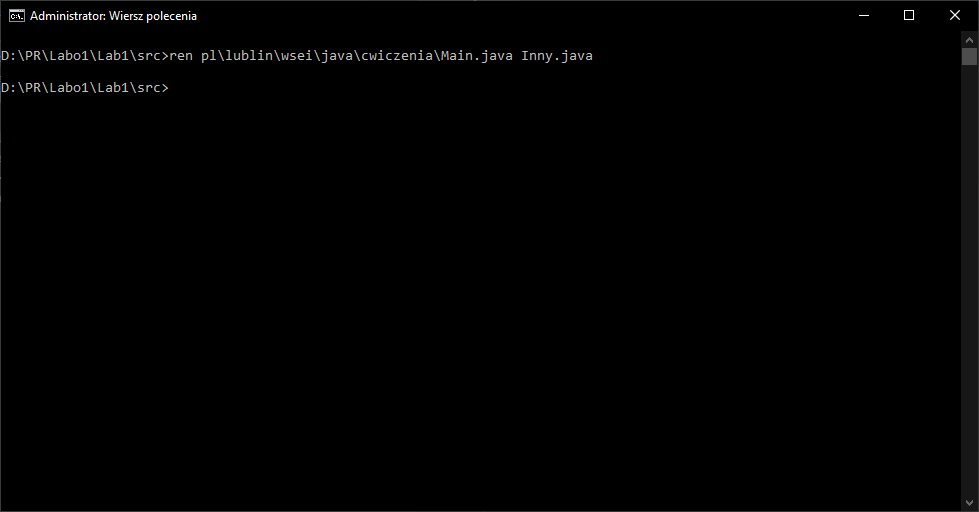 Administrator: Wiersz polecenia
D:\PR\Labo1\Lab1\src>ren pl\lublin\wsei\java\cwiczenia\Main.java Inny.java
D:\PR\Labo1\Lab1\src>